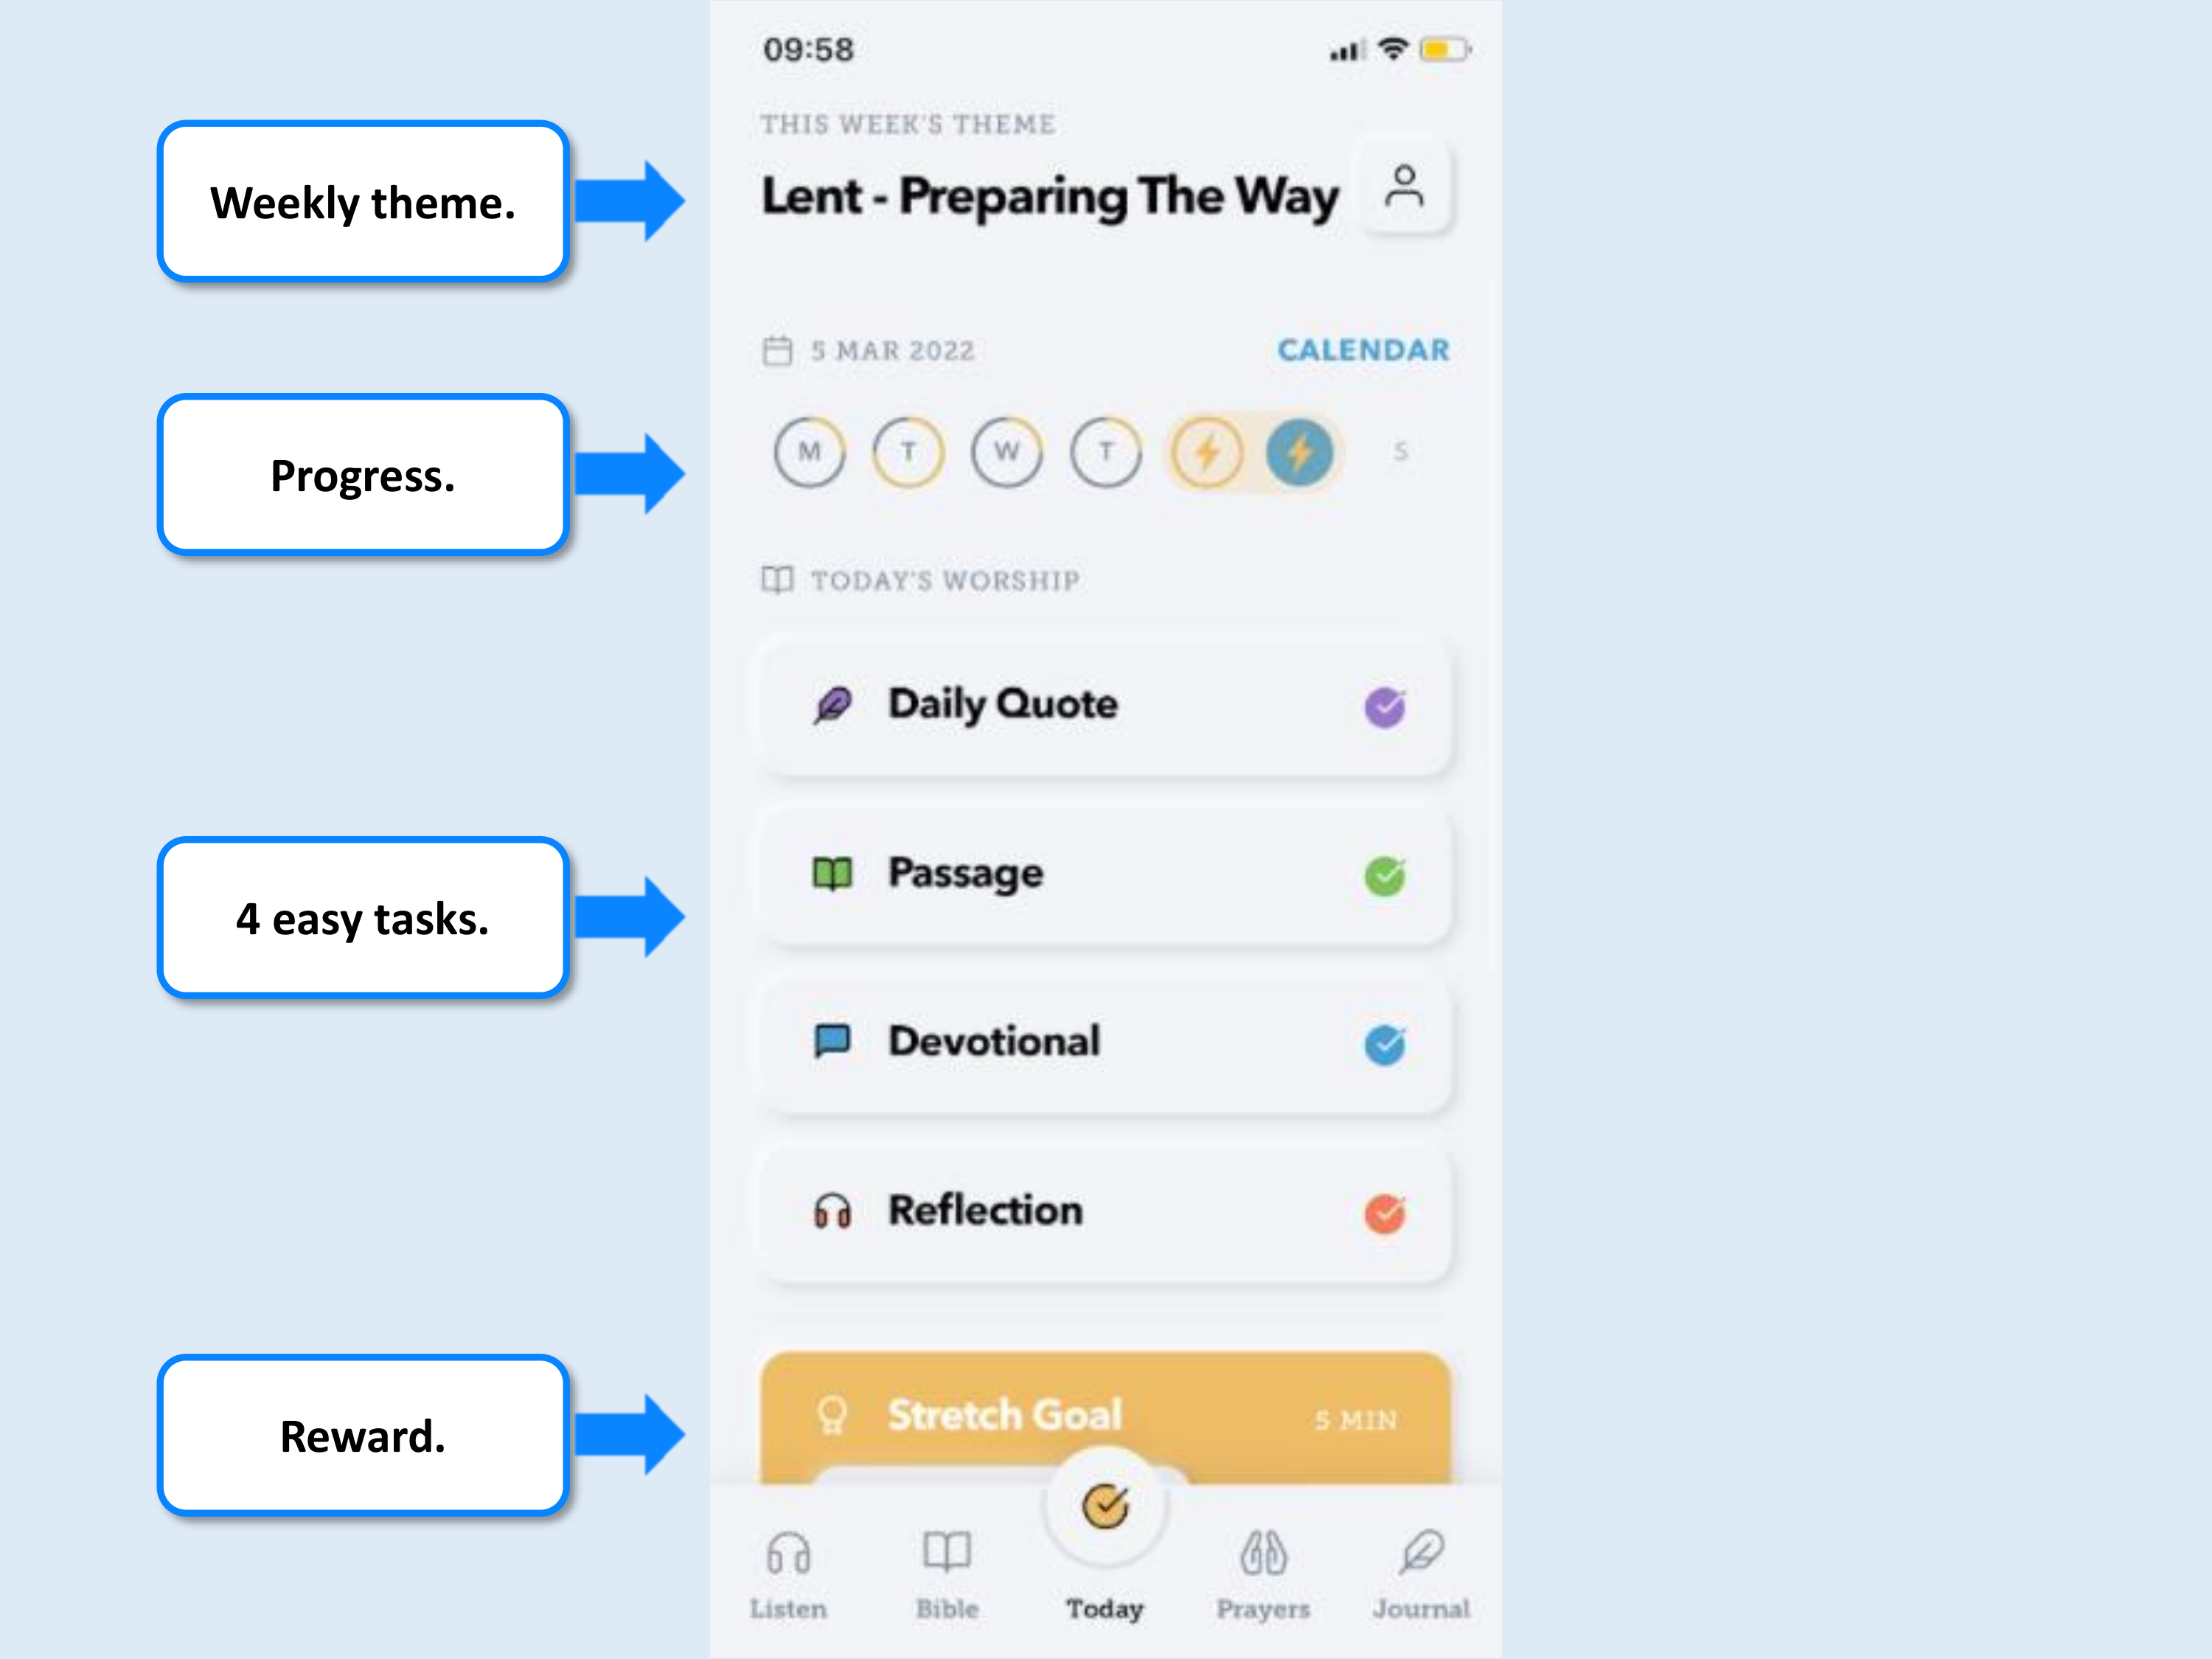 09:58
THIS WEEK'S THEME
Weekly theme.
Lent - Preparing The Way
5 MAR 2022
CALENDAR
Progress.
M T W T S
TODAY'S WORSHIP
Daily Quote
Passage
4 easy tasks.
Devotional
Reflection
Reward.
Stretch Goal
5 MIN
Listen
Bible
Today
Prayers
Journal